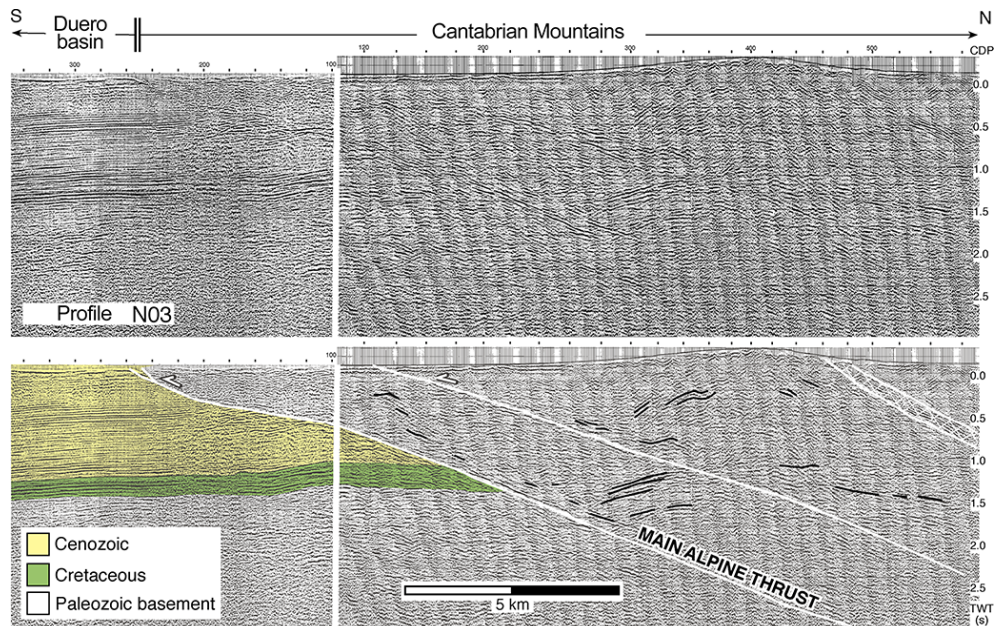 S
N
Duero
basin
Cantabrian Mountains
CDP
300 200 100 120 200 300 400 500
0.0
0.5
1.0
1.5
2.0
2.5
Profile N03
100
0.0
0.5
1.0
1.5
2.0
2.5
TWT
(s)
MAIN ALPINE THRUST
Cenozoic
Cretaceous
Paleozoic basement
5 km